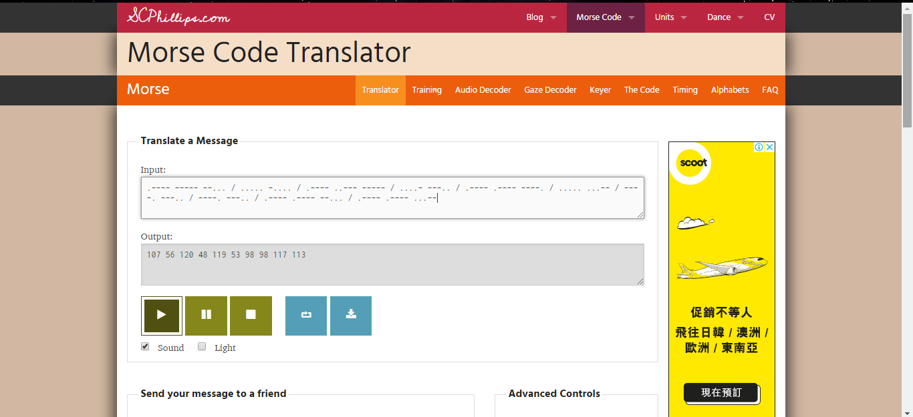 SCPhillips.com
Blog Morse Code Units Dance CV
Morse Code Translator
Morse
Translator Training Audio Decoder Gaze Decoder Keyer The Code Timing Alphabets FAQ
Translate a Message
Input:
.---- ----- --... / ..... -.... / .---- ..--- ----- / ....- ---.. / .---- .---- ----. / ..... ...-- / ---
-. ---.. / ----. ---.. / .---- .---- --... / .---- .---- ...--
Output:
107 56 120 48 119 53 98 98 117 113
Sound Light
Send your message to a friend
Advanced Controls
scoot
促銷不等人
飛往日韓 / 澳洲 /
歐洲 / 東南亞
現在預訂